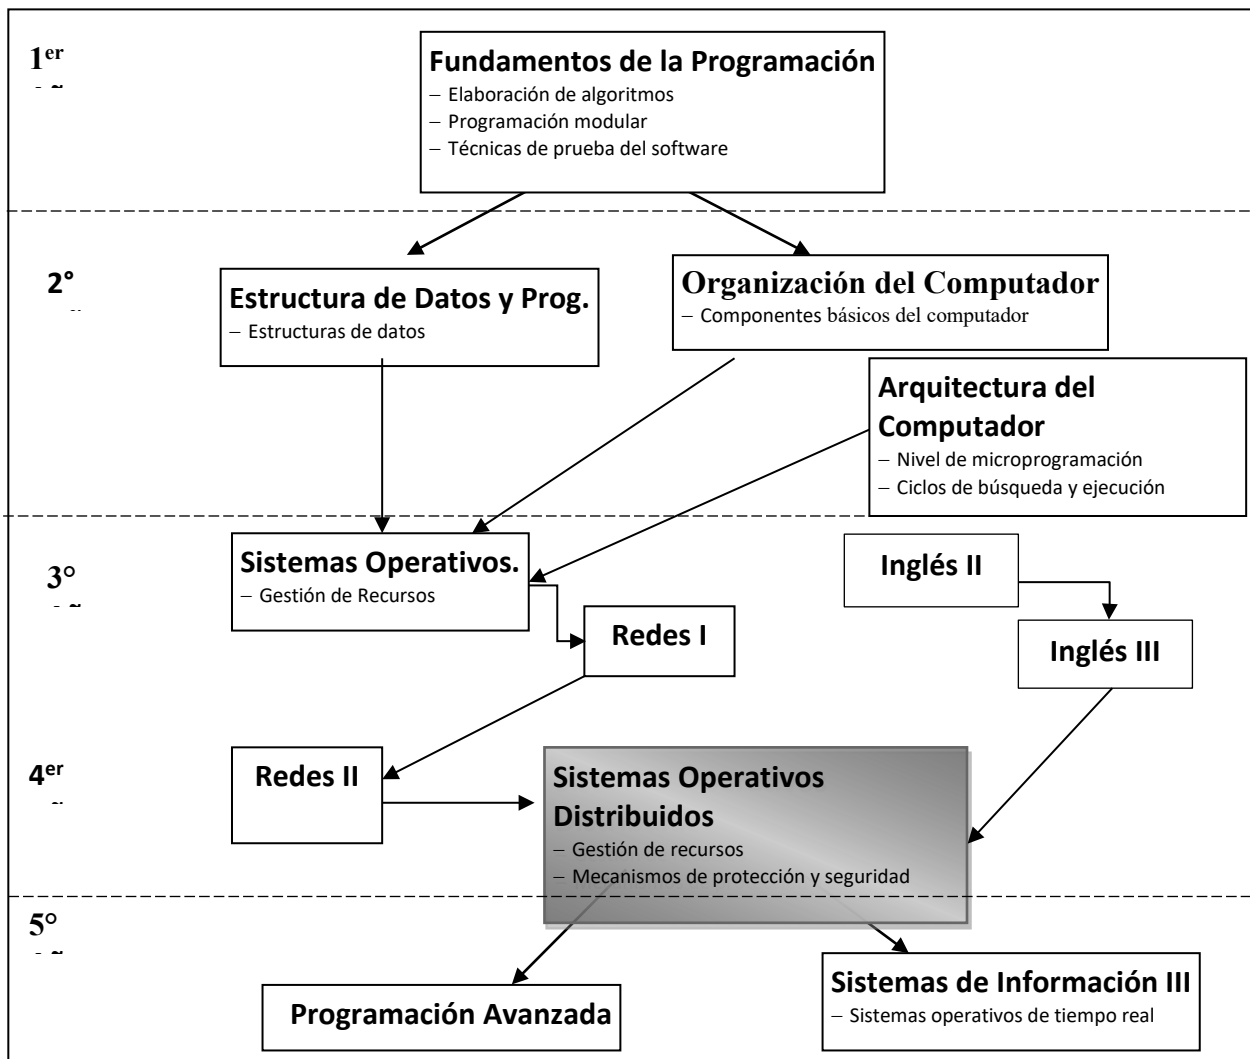 1er
Fundamentos de la Programación
– Elaboración de algoritmos
– Programación modular
– Técnicas de prueba del software
2°
Estructura de Datos y Prog.
– Estructuras de datos
Organización del Computador
– Componentes básicos del computador
Arquitectura del
Computador
– Nivel de microprogramación
– Ciclos de búsqueda y ejecución
3°
Sistemas Operativos.
– Gestión de Recursos
Inglés II
Redes I
Inglés III
4er
Redes II
Sistemas Operativos
Distribuidos
– Gestión de recursos
– Mecanismos de protección y seguridad
5°
Programación Avanzada
Sistemas de Información III
– Sistemas operativos de tiempo real